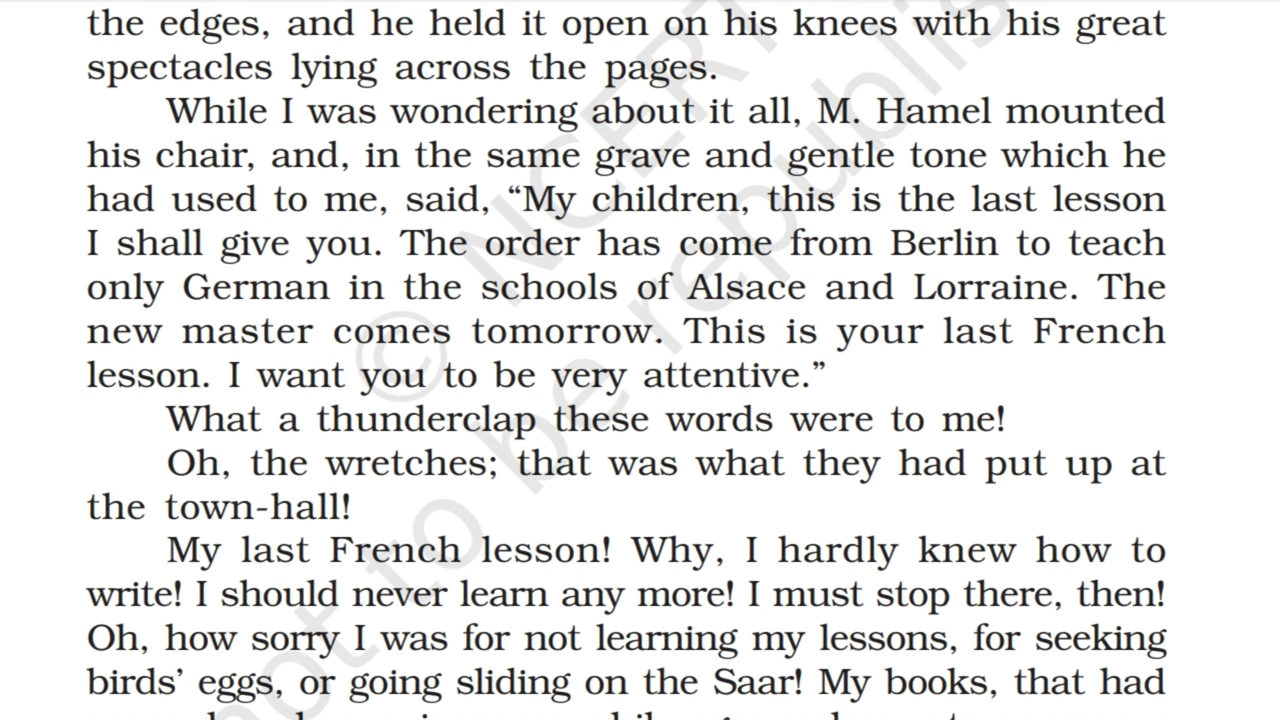 the edges, and he held it open on his knees with his great
spectacles lying across the pages.
While I was wondering about it all, M. Hamel mounted
his chair, and, in the same grave and gentle tone which he
had used to me, said, “My children, this is the last lesson
I shall give you. The order has come from Berlin to teach
only German in the schools of Alsace and Lorraine. The
new master comes tomorrow. This is your last French
lesson. I want you to be very attentive.”
What a thunderclap these words were to me!
Oh, the wretches; that was what they had put up at
the town-hall!
My last French lesson! Why, I hardly knew how to
write! I should never learn any more! I must stop there, then!
Oh, how sorry I was for not learning my lessons, for seeking
birds’ eggs, or going sliding on the Saar! My books, that had
© NCERT
not to be republis